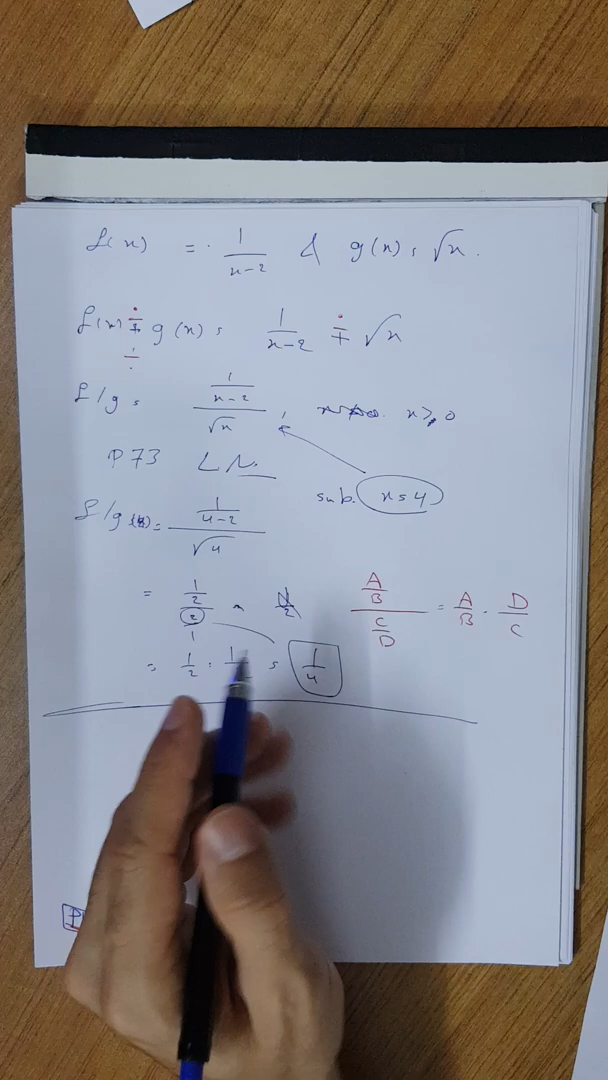 f(x) = 1/(x-2) & g(x) = √x.
f(x) ÷ g(x) = 1/(x-2) ÷ √x
÷
f/g = (1/(x-2))/√x , x ≥ 0
P73 LN.
sub. x=4
f/g(4) = (1/(4-2))/√4
= (1/2)/(2/1)
(A/B)/(C/D) = A/B · D/C
= 1/2 · 1/2 = 1/4